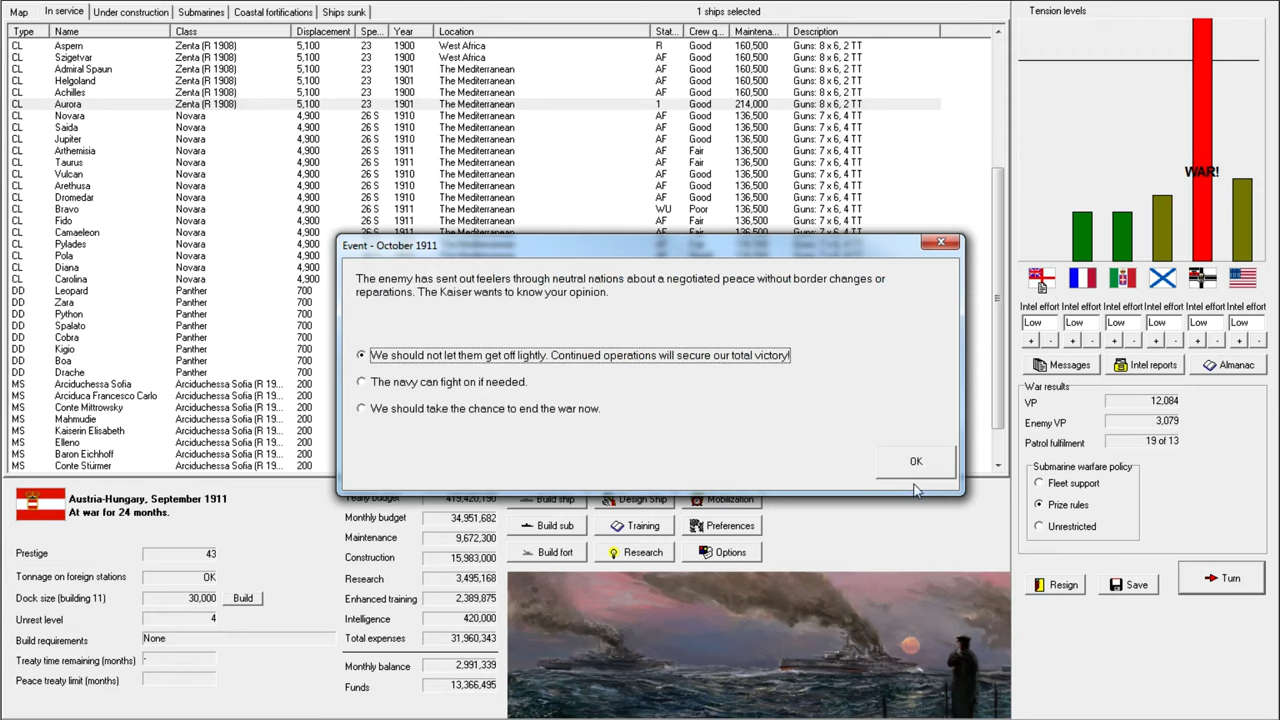 Map In service Under construction Submarines Coastal fortifications Ships sunk 1 ships selected
Type Name Class Displacement Spe... Year Location Stat... Crew q... Maintena... Description
CL Aspern Zenta (R 1908) 5,100 23 1900 West Africa R Good 160,500 Guns: 8 x 6, 2 TT
CL Szigetvar Zenta (R 1908) 5,100 23 1900 West Africa AF Good 160,500 Guns: 8 x 6, 2 TT
CL Admiral Spaun Zenta (R 1908) 5,100 23 1901 The Mediterranean AF Good 160,500 Guns: 8 x 6, 2 TT
CL Helgoland Zenta (R 1908) 5,100 23 1901 The Mediterranean AF Good 160,500 Guns: 8 x 6, 2 TT
CL Achilles Zenta (R 1908) 5,100 23 1901 The Mediterranean AF Good 160,500 Guns: 8 x 6, 2 TT
CL Aurora Zenta (R 1908) 5,100 23 1901 The Mediterranean 1 Good 214,000 Guns: 8 x 6, 2 TT
CL Novara Novara 4,900 26 S 1910 The Mediterranean AF Good 136,500 Guns: 7 x 6, 4 TT
CL Saida Novara 4,900 26 S 1910 The Mediterranean AF Good 136,500 Guns: 7 x 6, 4 TT
CL Jupiter Novara 4,900 26 S 1910 The Mediterranean AF Good 136,500 Guns: 7 x 6, 4 TT
CL Arthemisia Novara 4,900 26 S 1911 The Mediterranean AF Fair 136,500 Guns: 7 x 6, 4 TT
CL Taurus Novara 4,900 26 S 1911 The Mediterranean AF Fair 136,500 Guns: 7 x 6, 4 TT
CL Vulcan Novara 4,900 26 S 1910 The Mediterranean AF Good 136,500 Guns: 7 x 6, 4 TT
CL Arethusa Novara 4,900 26 S 1910 The Mediterranean AF Good 136,500 Guns: 7 x 6, 4 TT
CL Dromedar Novara 4,900 26 S 1910 The Mediterranean AF Good 136,500 Guns: 7 x 6, 4 TT
CL Bravo Novara 4,900 26 S 1911 The Mediterranean WU Poor 136,500 Guns: 7 x 6, 4 TT
CL Fido Novara 4,900 26 S 1911 The Mediterranean AF Fair 136,500 Guns: 7 x 6, 4 TT
CL Camaeleon Novara 4,900 26 S 1911 The Mediterranean AF Fair 136,500 Guns: 7 x 6, 4 TT
CL Pylades Novara
CL Pola Novara
CL Diana Novara
CL Carolina Novara
DD Leopard Panther
DD Zara Panther
DD Python Panther
DD Spalato Panther
DD Cobra Panther
DD Kigio Panther
DD Boa Panther
DD Drache Panther
MS Arciduchessa Sofia Arciduchessa Sofia (R 19...
MS Arciduca Francesco Carlo Arciduchessa Sofia (R 19...
MS Conte Mittrowsky Arciduchessa Sofia (R 19...
MS Mahmudie Arciduchessa Sofia (R 19...
MS Kaiserin Elisabeth Arciduchessa Sofia (R 19...
MS Elleno Arciduchessa Sofia (R 19...
MS Baron Eichhoff Arciduchessa Sofia (R 19...
MS Conte Stürmer Arciduchessa Sofia (R 19...
4,900
4,900
4,900
4,900
700
700
700
700
700
700
700
700
200
200
200
200
200
200
200
200
Event - October 1911
The enemy has sent out feelers through neutral nations about a negotiated peace without border changes or
reparations. The Kaiser wants to know your opinion.
We should not let them get off lightly. Continued operations will secure our total victory!
The navy can fight on if needed.
We should take the chance to end the war now.
OK
Austria-Hungary, September 1911
At war for 24 months.
Prestige 43
Tonnage on foreign stations OK
Dock size (building 11) 30,000 Build
Unrest level 4
Build requirements None
Treaty time remaining (months) -
Peace treaty limit (months) -
Yearly budget 419,420,190
Monthly budget 34,951,682
Maintenance 9,672,300
Construction 15,983,000
Research 3,495,168
Enhanced training 2,389,875
Intelligence 420,000
Total expenses 31,960,343
Monthly balance 2,991,339
Funds 13,366,495
Build ship Design Ship Mobilization
Build sub Training Preferences
Build fort Research Options
Tension levels
WAR!
Intel effort Intel effort Intel effort Intel effort Intel effort Intel effort
Low Low Low Low Low Low
+ - + - + - + - + - + -
Messages Intel reports Almanac
War results
VP 12,084
Enemy VP 3,079
Patrol fulfilment 19 of 13
Submarine warfare policy
Fleet support
Prize rules
Unrestricted
Resign Save Turn